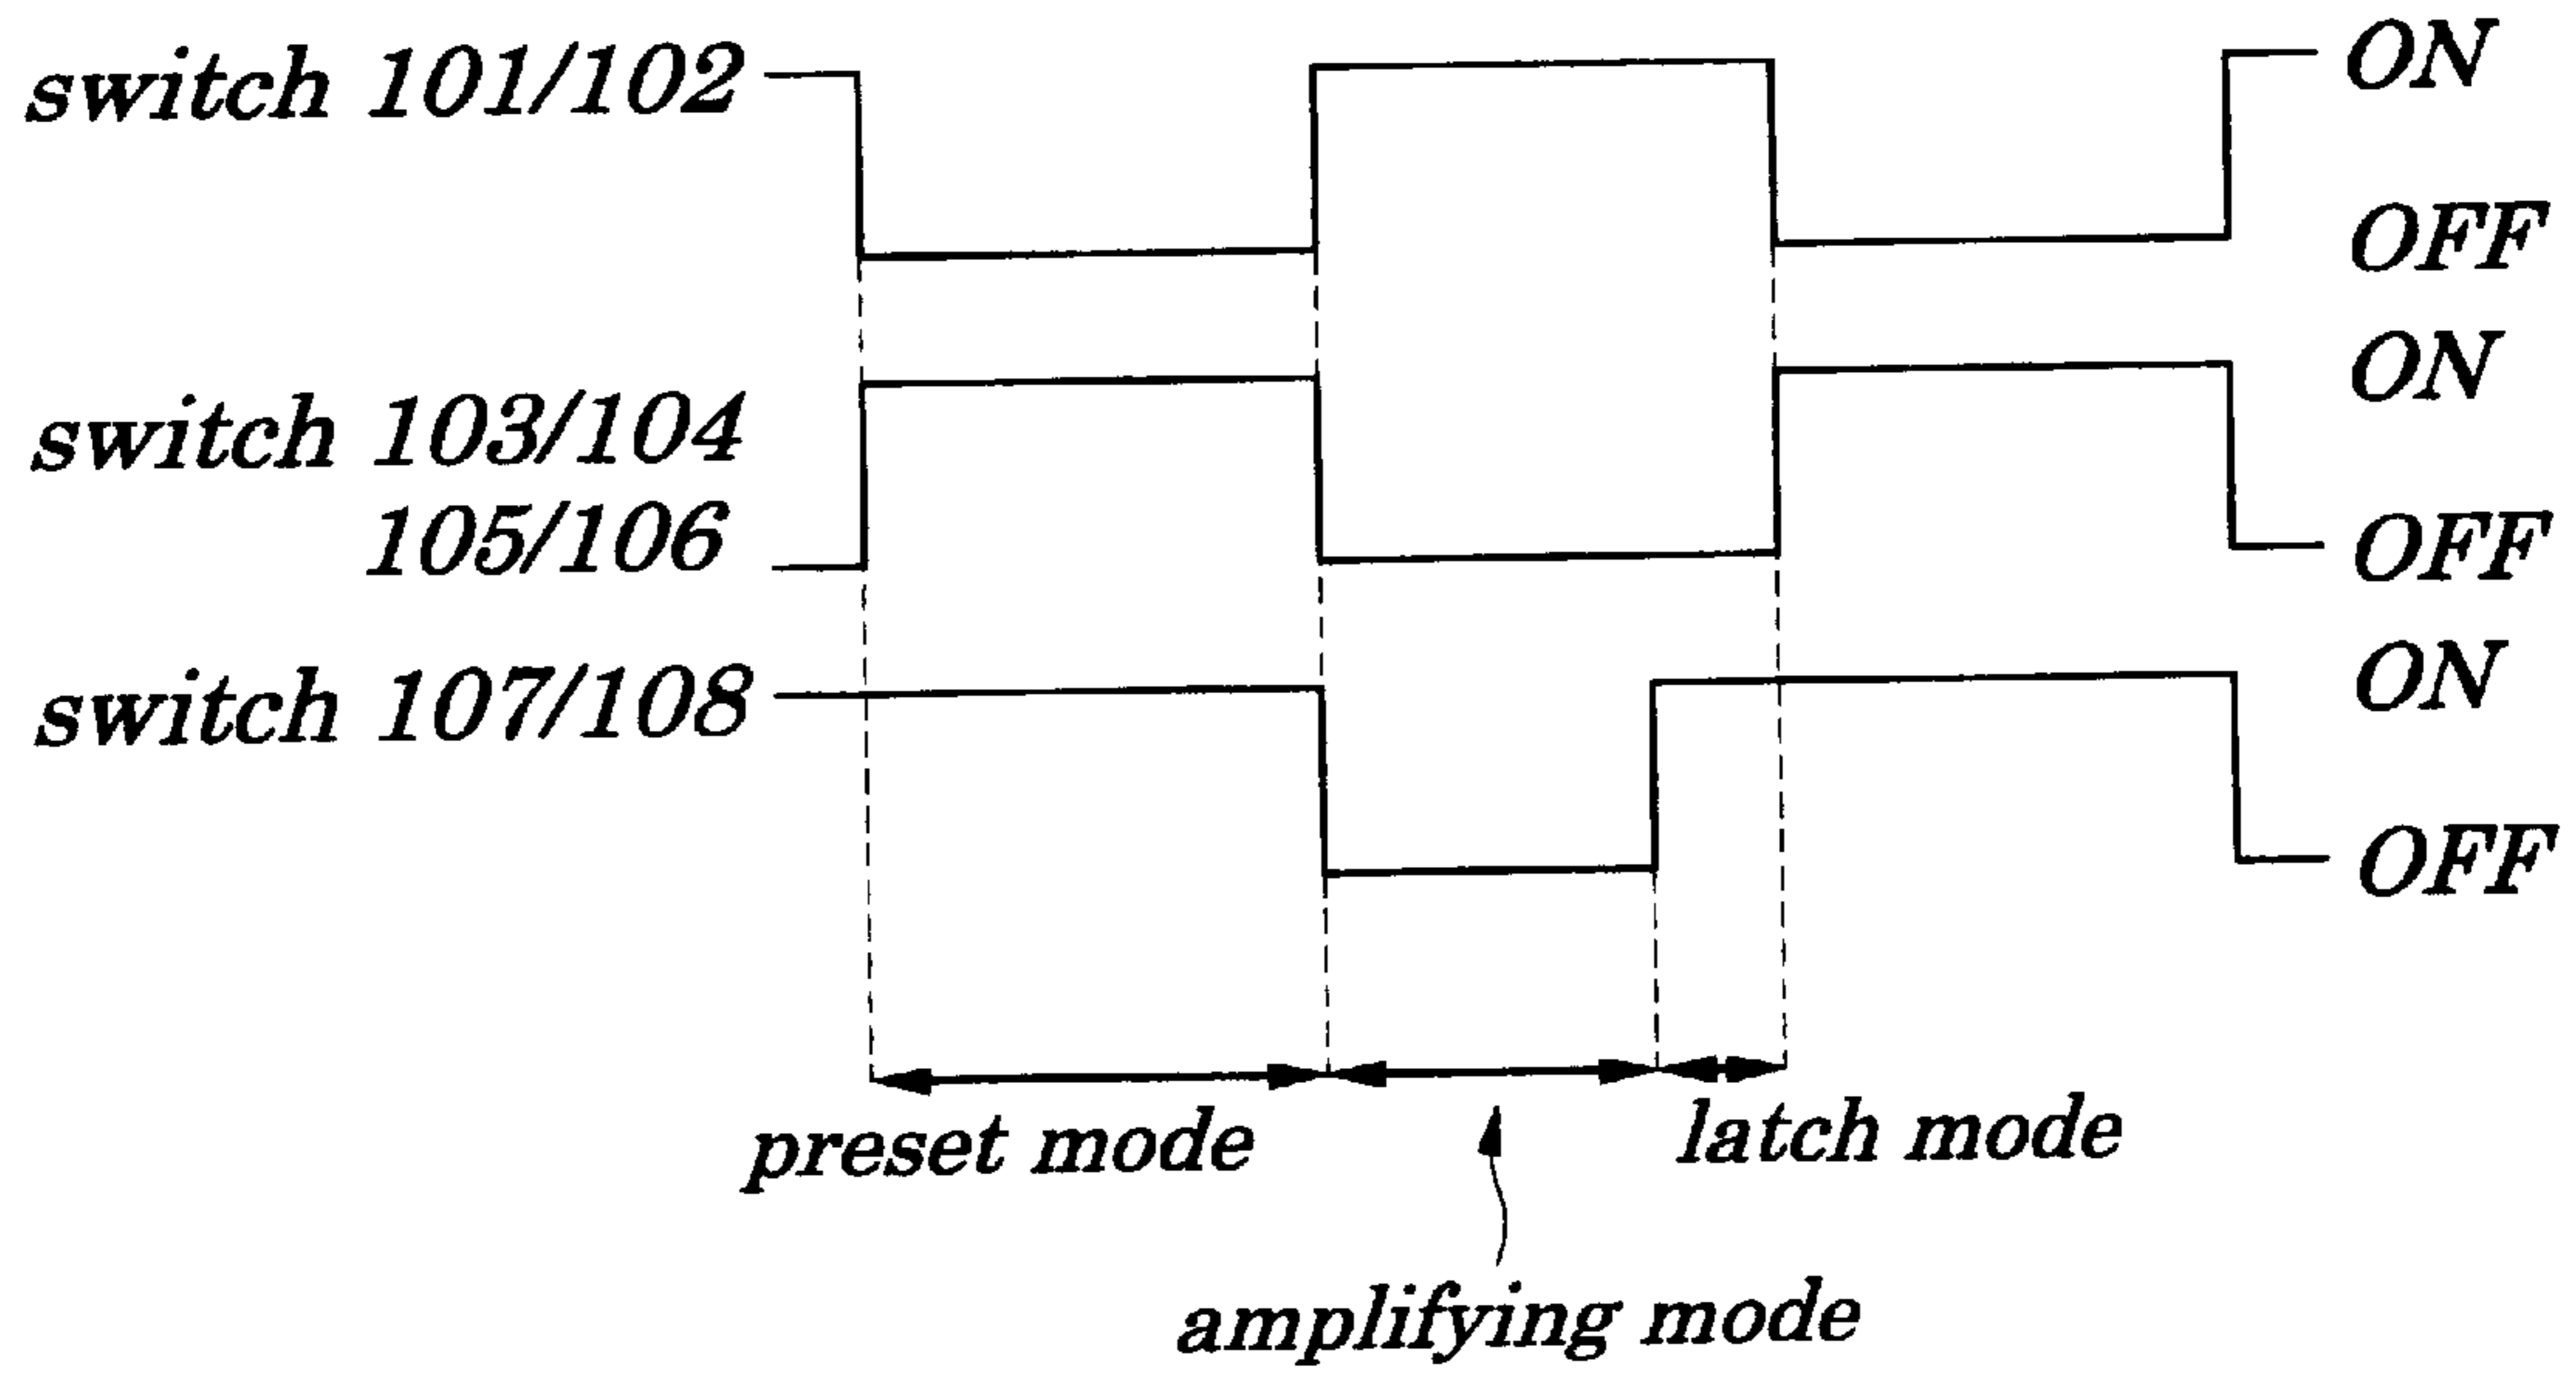 switch 101/102
ON
OFF
switch 103/104
105/106
ON
OFF
switch 107/108
ON
OFF
preset mode
latch mode
amplifying mode